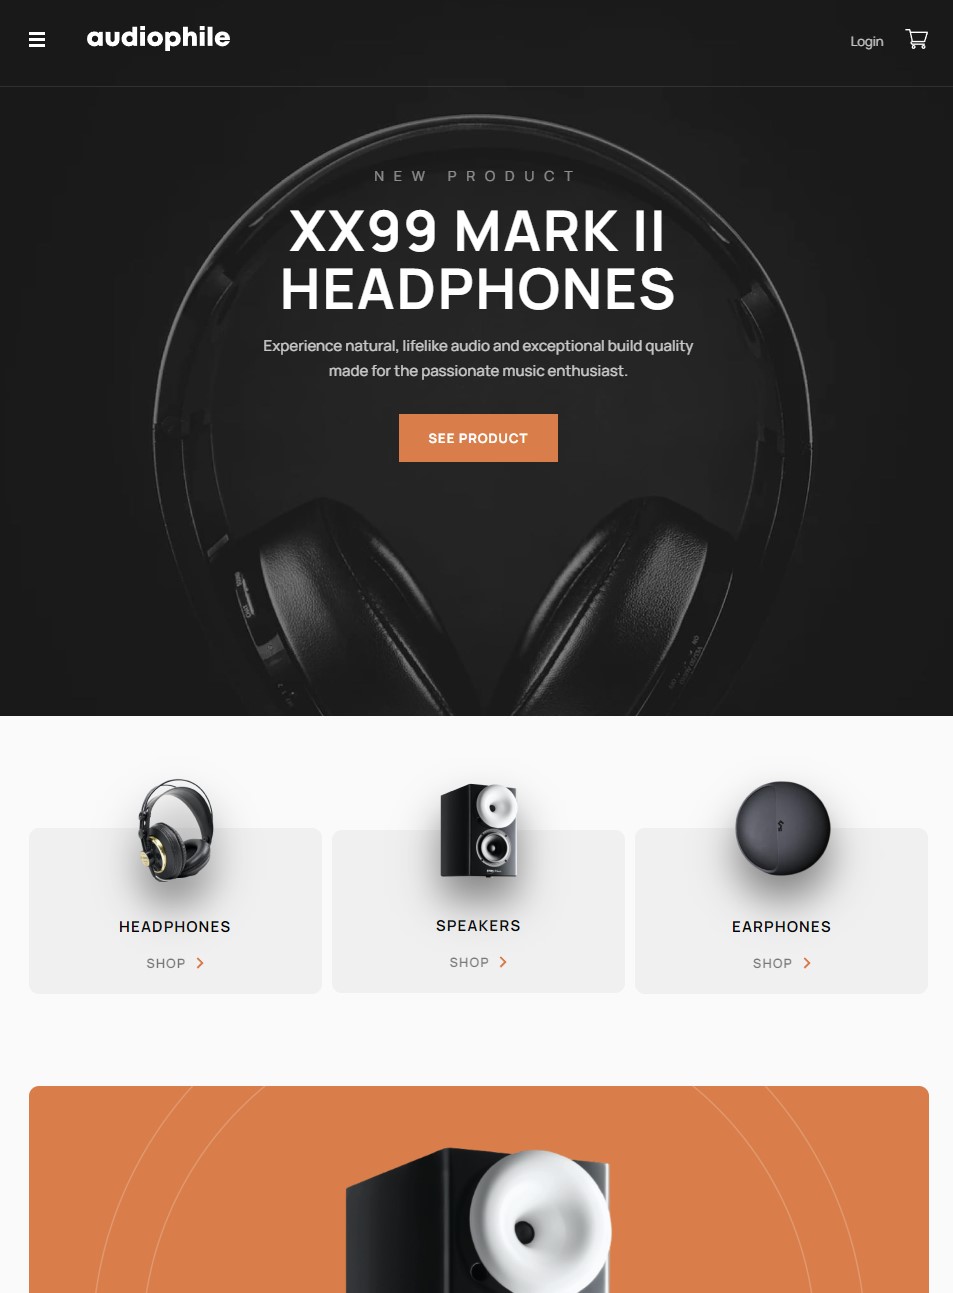 audiophile
Login
NEW PRODUCT
XX99 MARK II
HEADPHONES
Experience natural, lifelike audio and exceptional build quality
made for the passionate music enthusiast.
SEE PRODUCT
HEADPHONES
SHOP
SPEAKERS
SHOP
EARPHONES
SHOP